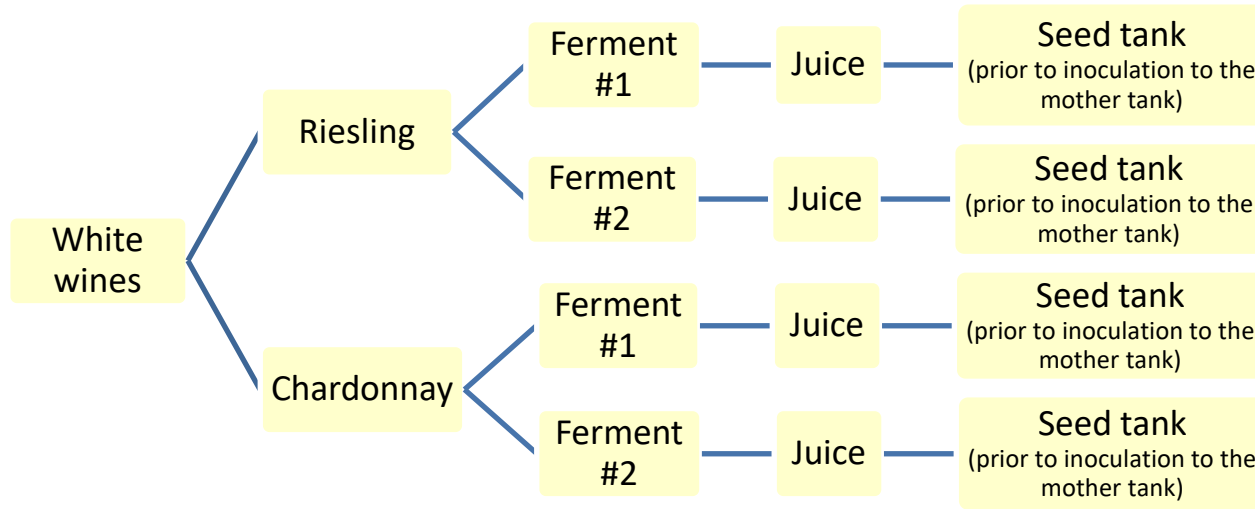 White
wines
Riesling
Ferment
#1
Juice
Seed tank
(prior to inoculation to the
mother tank)
Ferment
#2
Juice
Seed tank
(prior to inoculation to the
mother tank)
Chardonnay
Ferment
#1
Juice
Seed tank
(prior to inoculation to the
mother tank)
Ferment
#2
Juice
Seed tank
(prior to inoculation to the
mother tank)